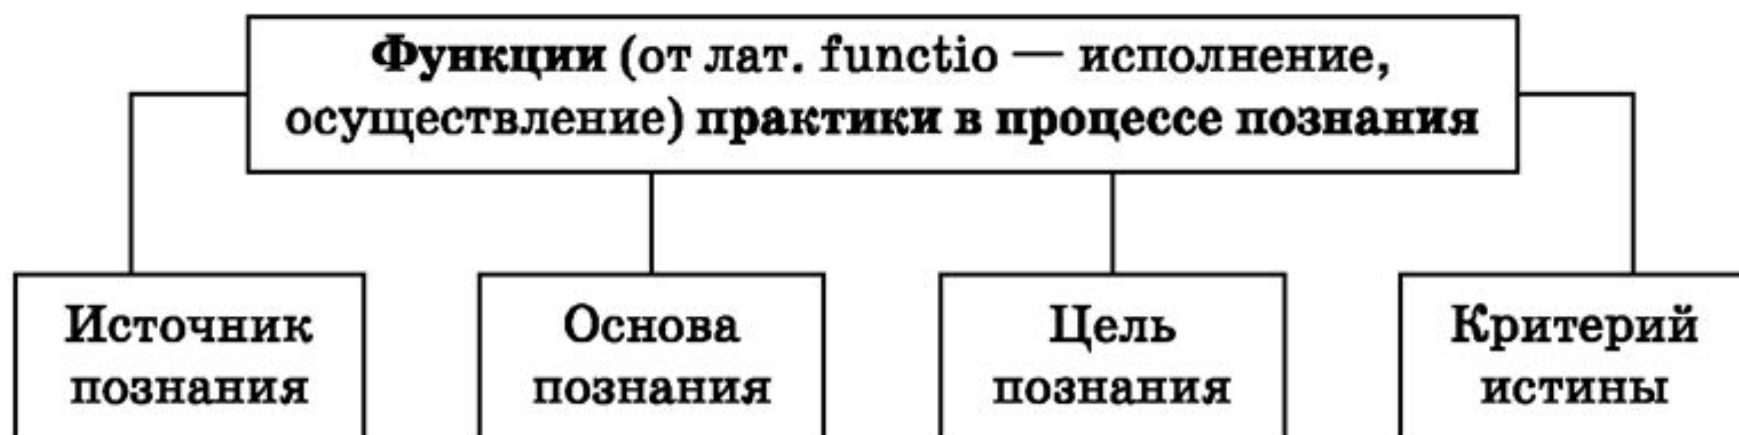 Функции (от лат. functio — исполнение,
осуществление) практики в процессе познания
Источник
познания
Основа
познания
Цель
познания
Критерий
истины